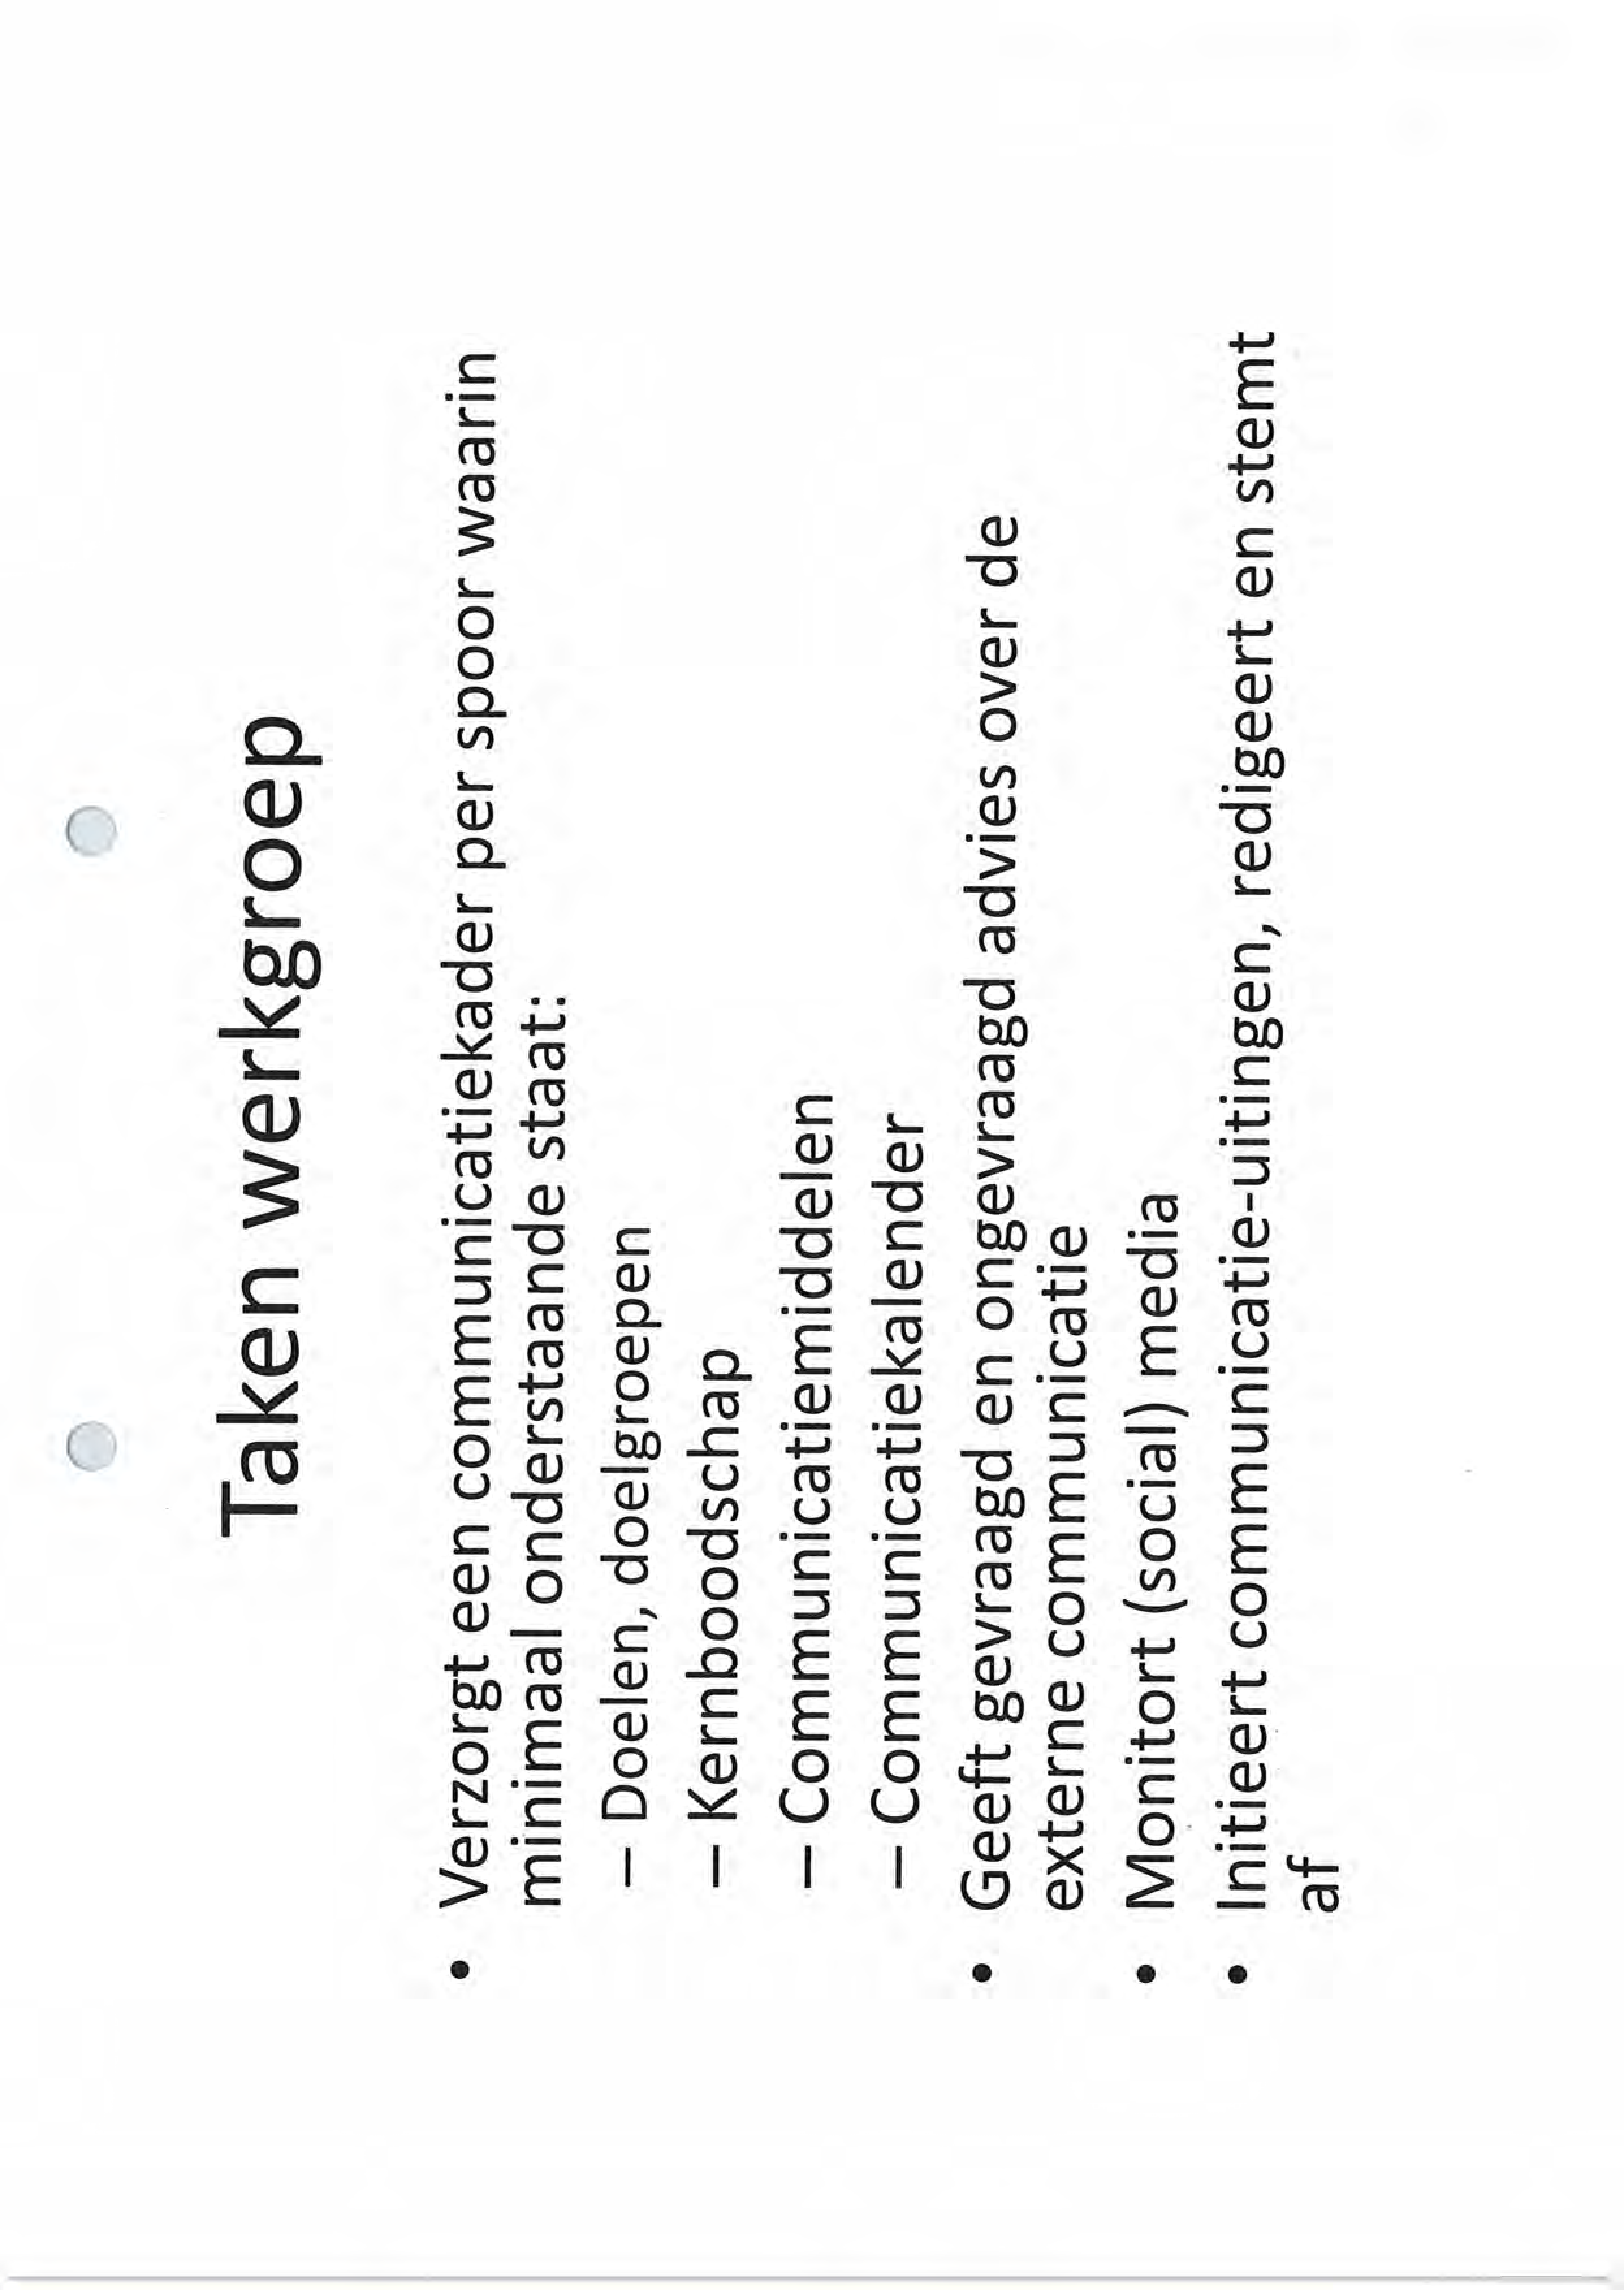 Taken werkgroep
• Verzorgt een communicatiekader per spoor waarin
minimaal onderstaande staat:
– Doelen, doelgroepen
– Kernboodschap
– Communicatiemiddelen
– Communicatiekalender
• Geeft gevraagd en ongevraagd advies over de
externe communicatie
• Monitort (social) media
• Initieert communicatie-uitingen, redigeert en stemt
af